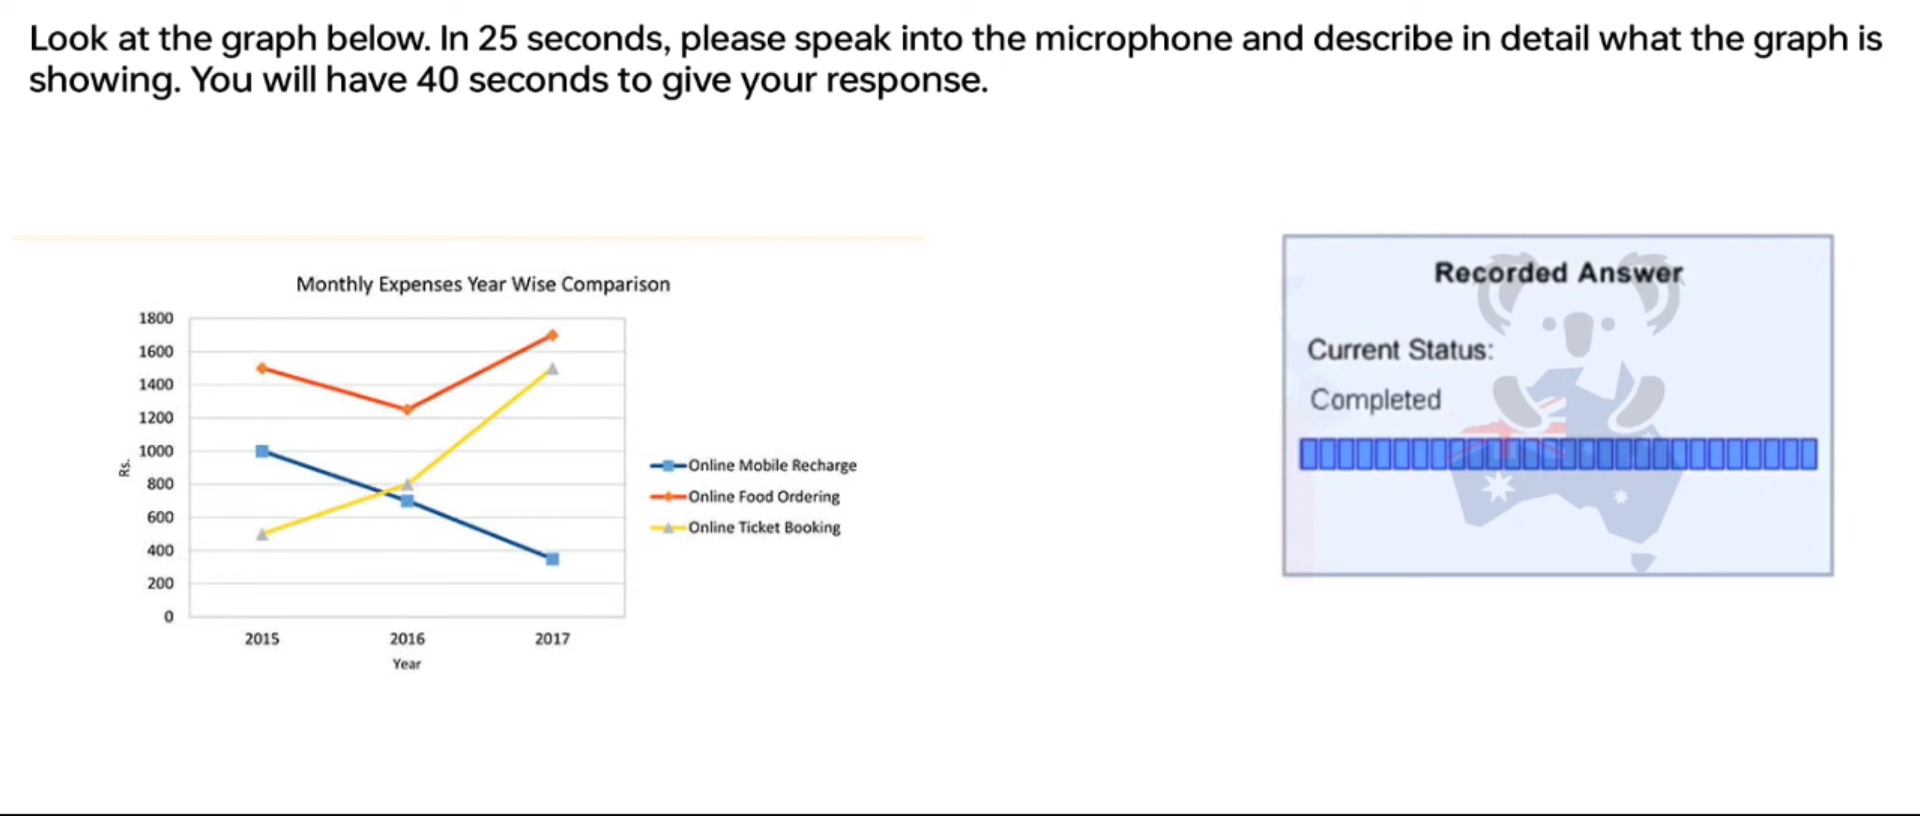 Look at the graph below. In 25 seconds, please speak into the microphone and describe in detail what the graph is
showing. You will have 40 seconds to give your response.
Monthly Expenses Year Wise Comparison
1800
1600
1400
1200
1000
800
600
400
200
0
Rs.
2015 2016 2017
Year
Online Mobile Recharge
Online Food Ordering
Online Ticket Booking
Recorded Answer
Current Status:
Completed